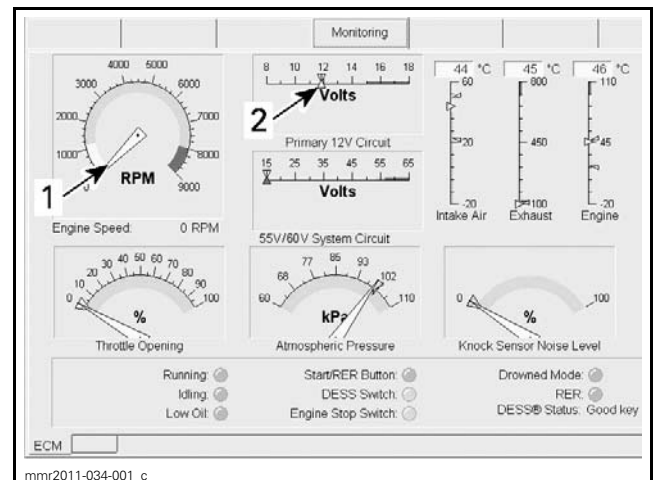 Monitoring
0 1000 2000 3000 4000 5000 6000 7000 8000 9000
RPM
1
Engine Speed: 0 RPM
8 10 12 14 16 18
Volts
2
Primary 12V Circuit
15 25 35 45 55 65
Volts
55V/60V System Circuit
44 °C 45 °C 46 °C
60 20 -20
Intake Air
800 450 100
Exhaust
110 45 -20
Engine
0 10 20 30 40 50 60 70 80 90 100
%
Throttle Opening
60 68 77 85 93 102 110
kPa
Atmospheric Pressure
0 100
%
Knock Sensor Noise Level
Running: Start/RER Button: Drowned Mode:
Idling: DESS Switch: RER:
Low Oil: Engine Stop Switch: DESS® Status: Good key
ECM
mmr2011-034-001_c